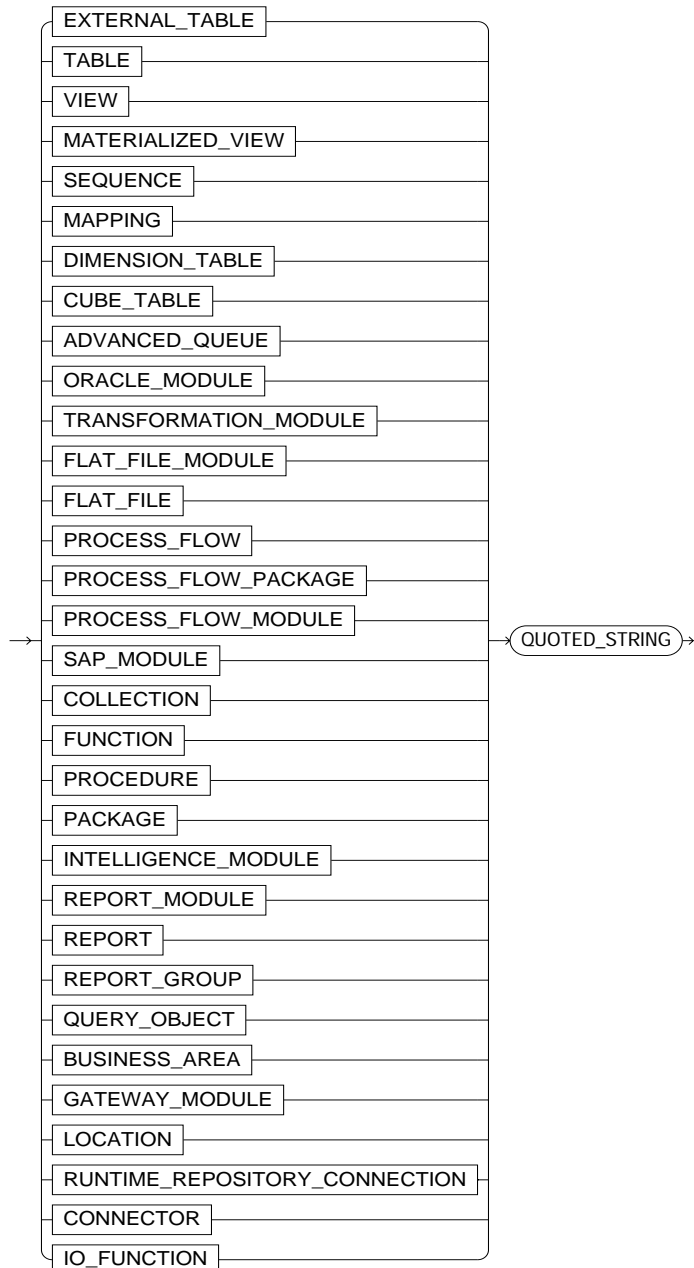 EXTERNAL_TABLE
TABLE
VIEW
MATERIALIZED_VIEW
SEQUENCE
MAPPING
DIMENSION_TABLE
CUBE_TABLE
ADVANCED_QUEUE
ORACLE_MODULE
TRANSFORMATION_MODULE
FLAT_FILE_MODULE
FLAT_FILE
PROCESS_FLOW
PROCESS_FLOW_PACKAGE
PROCESS_FLOW_MODULE
QUOTED_STRING
SAP_MODULE
COLLECTION
FUNCTION
PROCEDURE
PACKAGE
INTELLIGENCE_MODULE
REPORT_MODULE
REPORT
REPORT_GROUP
QUERY_OBJECT
BUSINESS_AREA
GATEWAY_MODULE
LOCATION
RUNTIME_REPOSITORY_CONNECTION
CONNECTOR
IO_FUNCTION